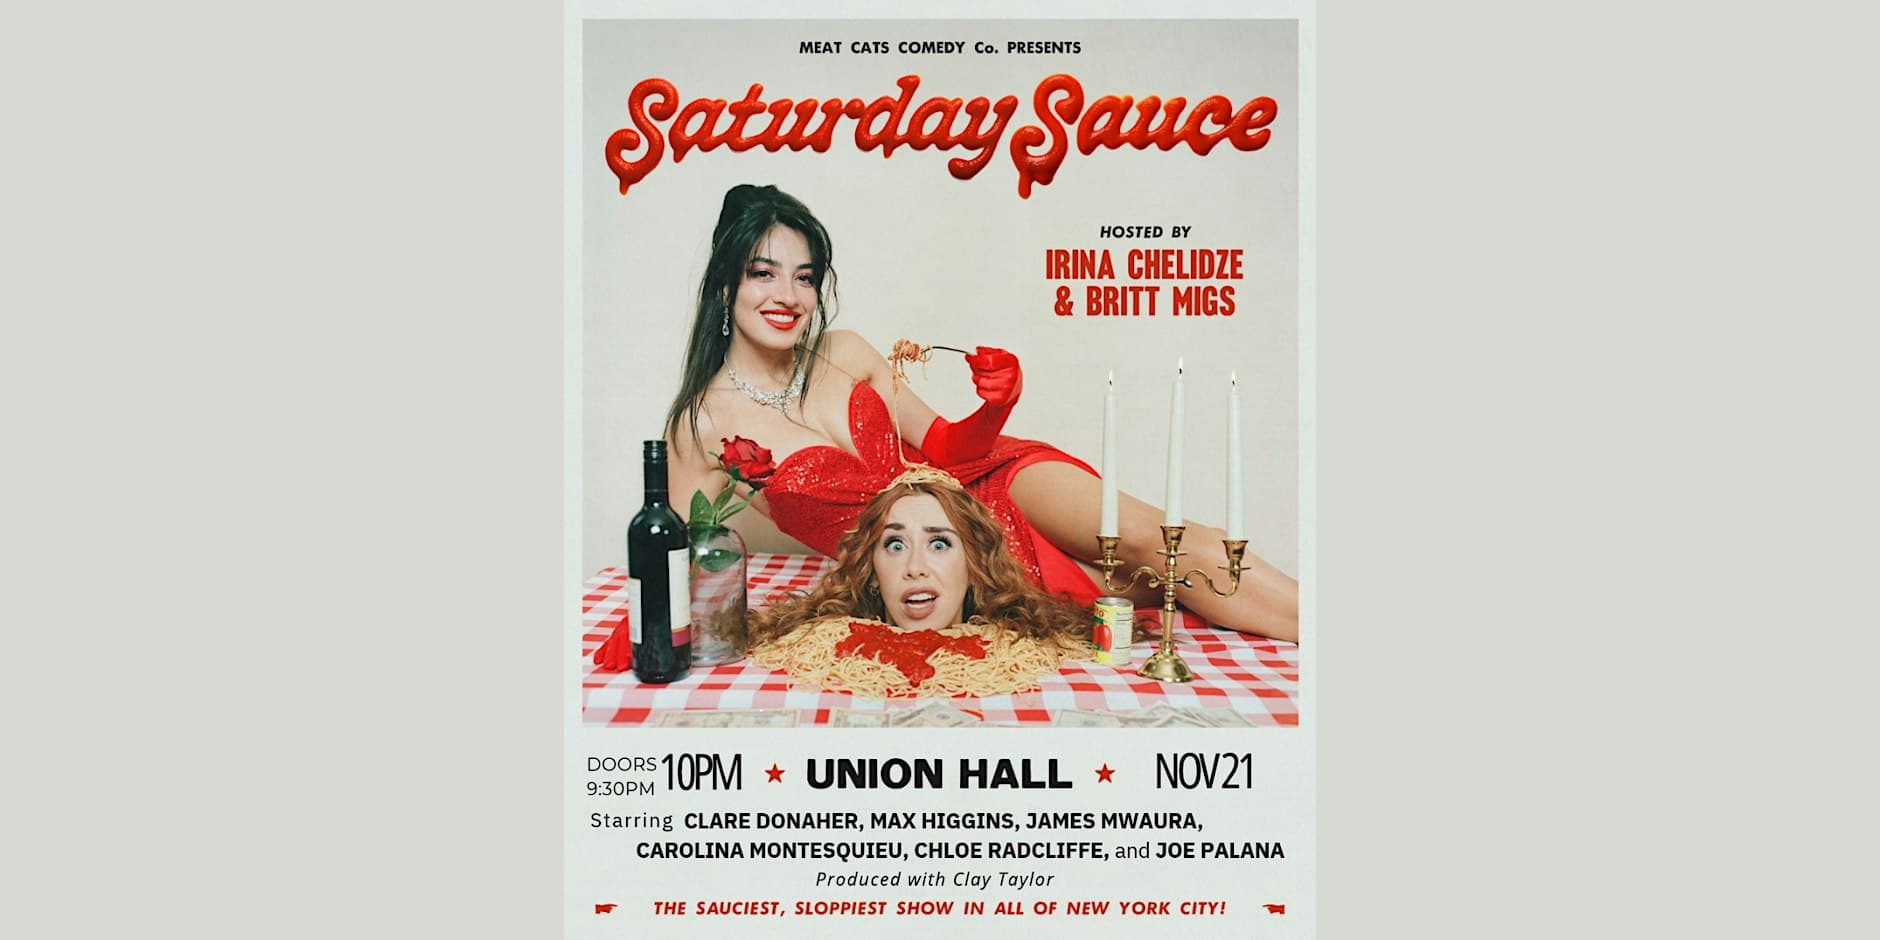 MEAT CATS COMEDY Co. PRESENTS
Saturday Sauce
HOSTED BY
IRINA CHELIDZE
& BRITT MIGS
DOORS
9:30PM
10PM ★ UNION HALL ★ NOV 21
Starring CLARE DONAHER, MAX HIGGINS, JAMES MWAURA,
CAROLINA MONTESQUIEU, CHLOE RADCLIFFE, and JOE PALANA
Produced with Clay Taylor
THE SAUCIEST, SLOPPIEST SHOW IN ALL OF NEW YORK CITY!